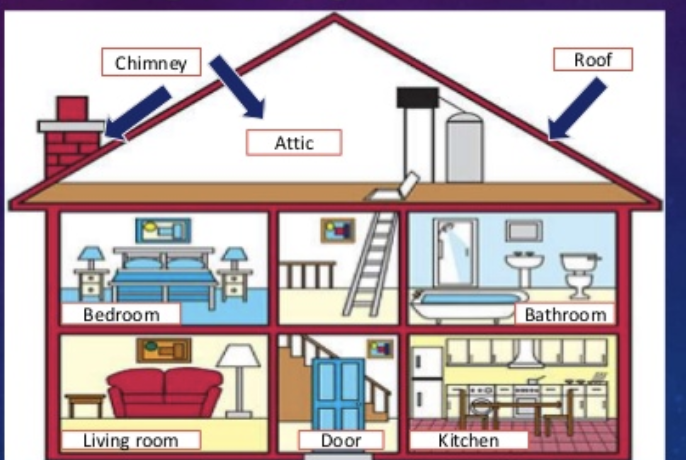 Chimney
Roof
Attic
Bedroom
Bathroom
Living room
Door
Kitchen